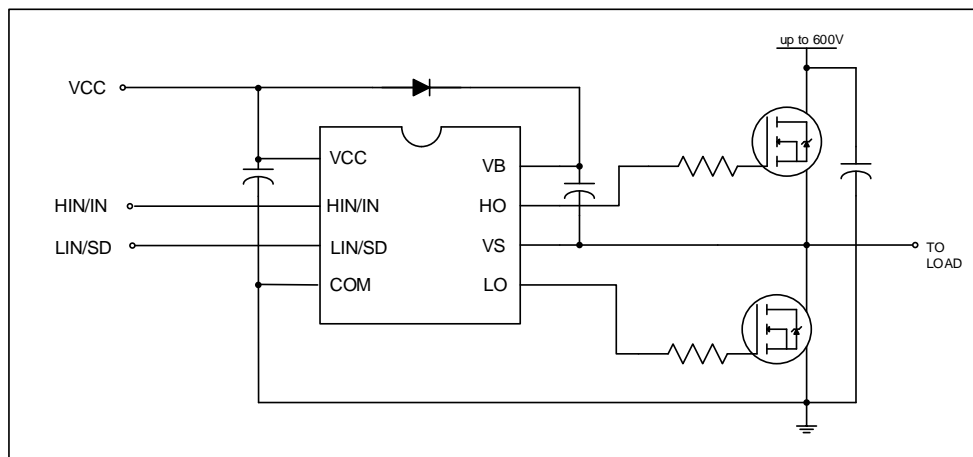 up to 600V
VCC
VCC
VB
HIN/IN
HIN/IN
HO
LIN/SD
LIN/SD
VS
TO
LOAD
COM
LO